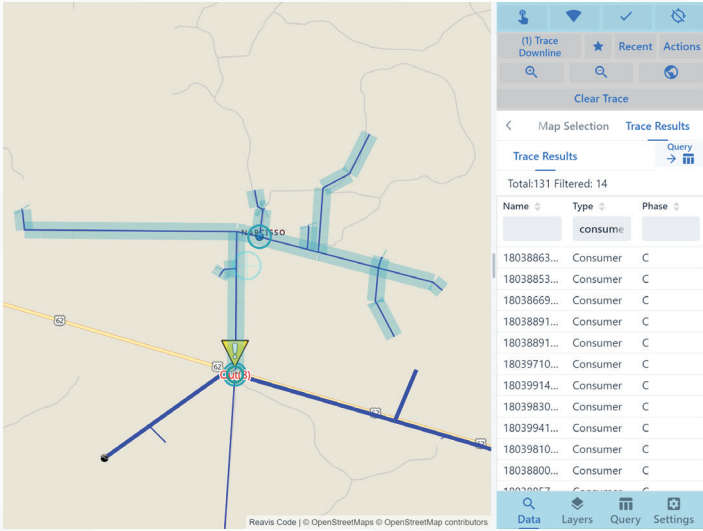 NARCISSO
62
62
Out(3)
62
62
Reavis Code | © OpenStreetMaps © OpenStreetMap contributors
(1) Trace
Downline
Recent
Actions
Clear Trace
Map Selection
Trace Results
Trace Results
Query
Total:131 Filtered: 14
Name
Type
Phase
consume
18038863... Consumer C
18038853... Consumer C
18038669... Consumer C
18038891... Consumer C
18038891... Consumer C
18039710... Consumer C
18039914... Consumer C
18039830... Consumer C
18039941... Consumer C
18039810... Consumer C
18038800... Consumer C
Data
Layers
Query
Settings